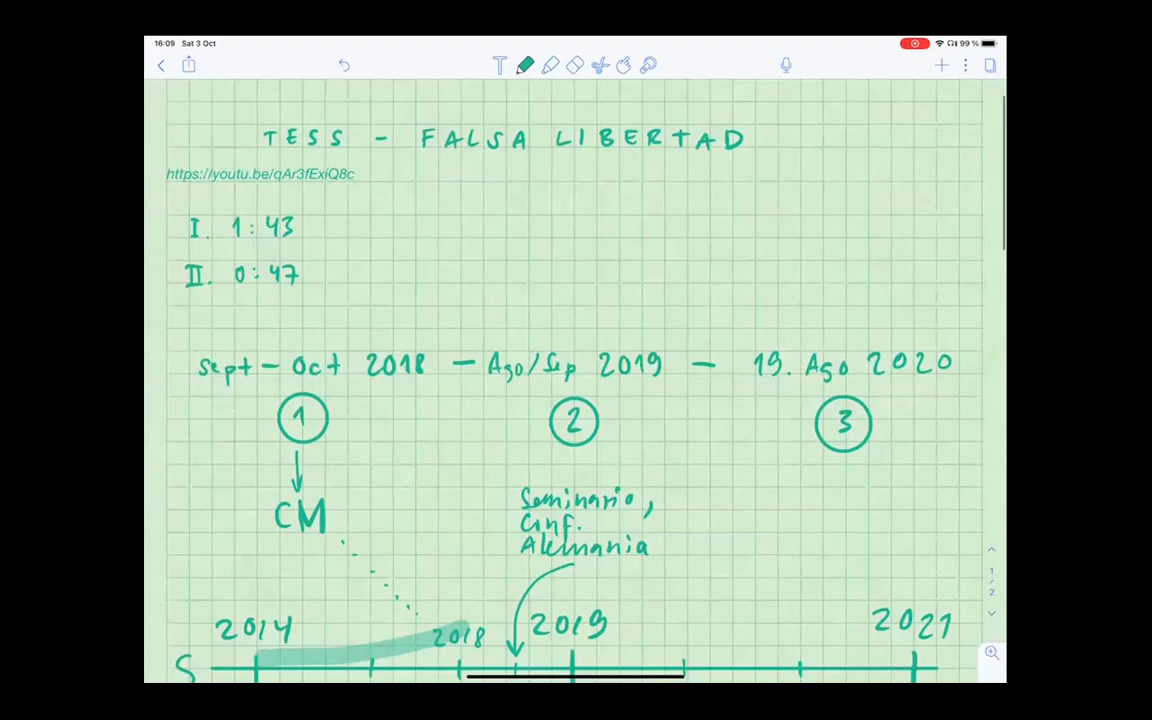 16:09 Sat 3 Oct
99 %
TESS - FALSA LIBERTAD
https://youtu.be/qAr3fExiQ8c
I. 1:43
II. 0:47
Sept - Oct 2018 - Ago/Sep 2019 - 19. Ago 2020
1 2 3
CM
Seminario,
Conf.
Alemania
2014 2018 2019 2021
S
1
/
2